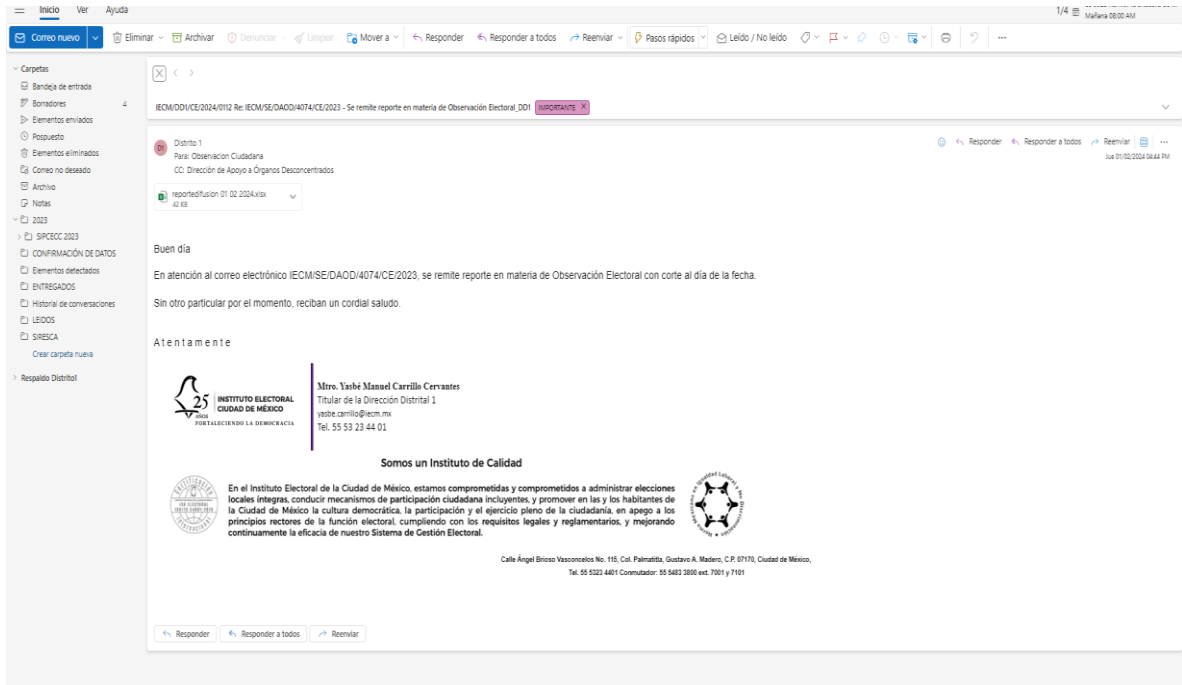 Inicio Ver Ayuda
1/4
Mañana 08:00 AM
Correo nuevo Eliminar Archivar Denunciar Limpiar Mover a Responder Responder a todos Reenviar Pasos rápidos Leído / No leído
Carpetas
Bandeja de entrada
Borradores 4
Elementos enviados
Pospuesto
Elementos eliminados
Correo no deseado
Archivo
Notas
2023
SIPCECC 2023
CONFIRMACIÓN DE DATOS
Elementos detectados
ENTREGADOS
Historial de conversaciones
LEIDOS
SIRESCA
Crear carpeta nueva
Respaldo Distrito1
IECM/DD1/CE/2024/0112 Re: IECM/SE/DAOD/4074/CE/2023 - Se remite reporte en materia de Observación Electoral_DD1 IMPORTANTE X
D1
Distrito 1
Para: Observacion Ciudadana
CC: Dirección de Apoyo a Órganos Desconcentrados
Responder Responder a todos Reenviar
Jue 01/02/2024 04:44 PM
reportedifusion 01 02 2024.xlsx
42 KB
Buen día
En atención al correo electrónico IECM/SE/DAOD/4074/CE/2023, se remite reporte en materia de Observación Electoral con corte al día de la fecha.
Sin otro particular por el momento, reciban un cordial saludo.
Atentamente
25 AÑOS
INSTITUTO ELECTORAL
CIUDAD DE MÉXICO
FORTALECIENDO LA DEMOCRACIA
Mtro. Yasbé Manuel Carrillo Cervantes
Titular de la Dirección Distrital 1
yasbe.carrillo@iecm.mx
Tel. 55 53 23 44 01
Somos un Instituto de Calidad
En el Instituto Electoral de la Ciudad de México, estamos comprometidas y comprometidos a administrar elecciones
locales íntegras, conducir mecanismos de participación ciudadana incluyentes, y promover en las y los habitantes de
la Ciudad de México la cultura democrática, la participación y el ejercicio pleno de la ciudadanía, en apego a los
principios rectores de la función electoral, cumpliendo con los requisitos legales y reglamentarios, y mejorando
continuamente la eficacia de nuestro Sistema de Gestión Electoral.
Calle Ángel Brioso Vasconcelos No. 115, Col. Palmatitla, Gustavo A. Madero, C.P. 07170, Ciudad de México,
Tel. 55 5323 4401 Conmutador: 55 5483 3800 ext. 7001 y 7101
Responder Responder a todos Reenviar